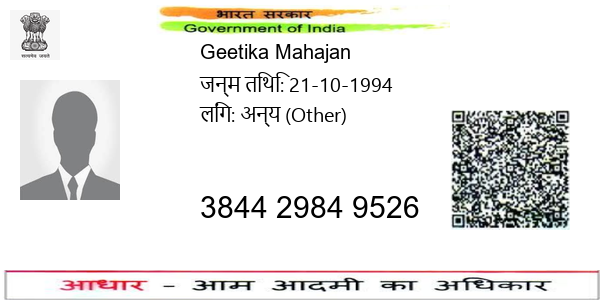 भारत सरकार
Government of India
सत्यमेव जयते
Geetika Mahajan
जन्म तिथि: 21-10-1994
लिंग: अन्य (Other)
3844 2984 9526
आधार - आम आदमी का अधिकार